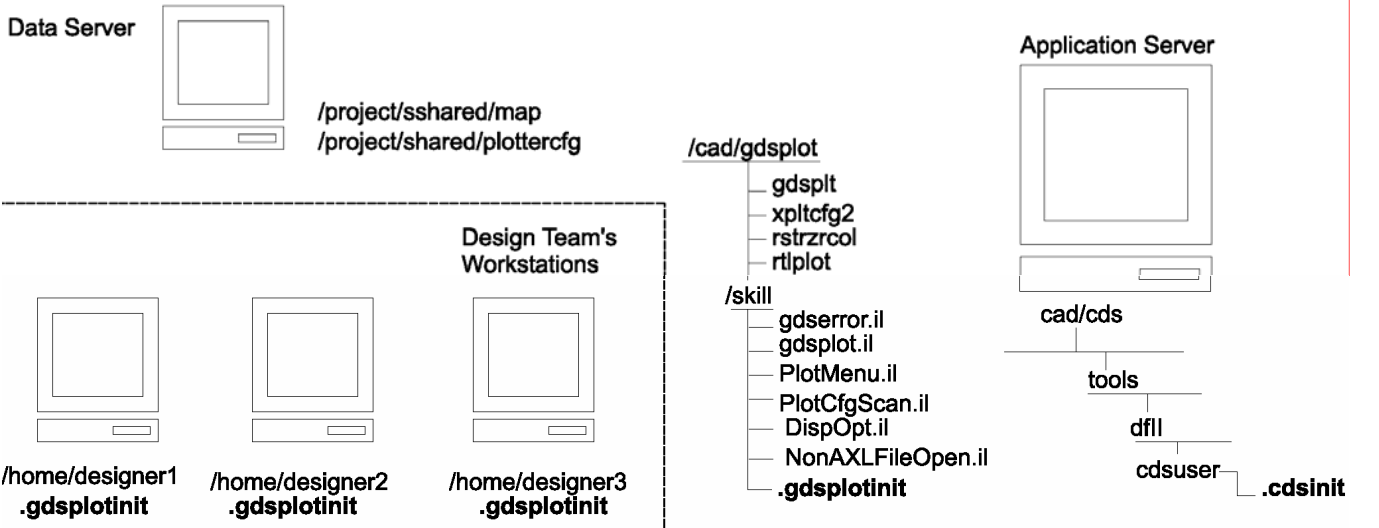 Data Server
/project/sshared/map
/project/shared/plottercfg
Design Team's
Workstations
/home/designer1
.gdsplotinit
/home/designer2
.gdsplotinit
/home/designer3
.gdsplotinit
/cad/gdsplot
gdsplt
xpltcfg2
rstrzrcol
rtlplot
/skill
gdserror.il
gdsplot.il
PlotMenu.il
PlotCfgScan.il
DispOpt.il
NonAXLFileOpen.il
.gdsplotinit
Application Server
cad/cds
tools
dfII
cdsuser
.cdsinit